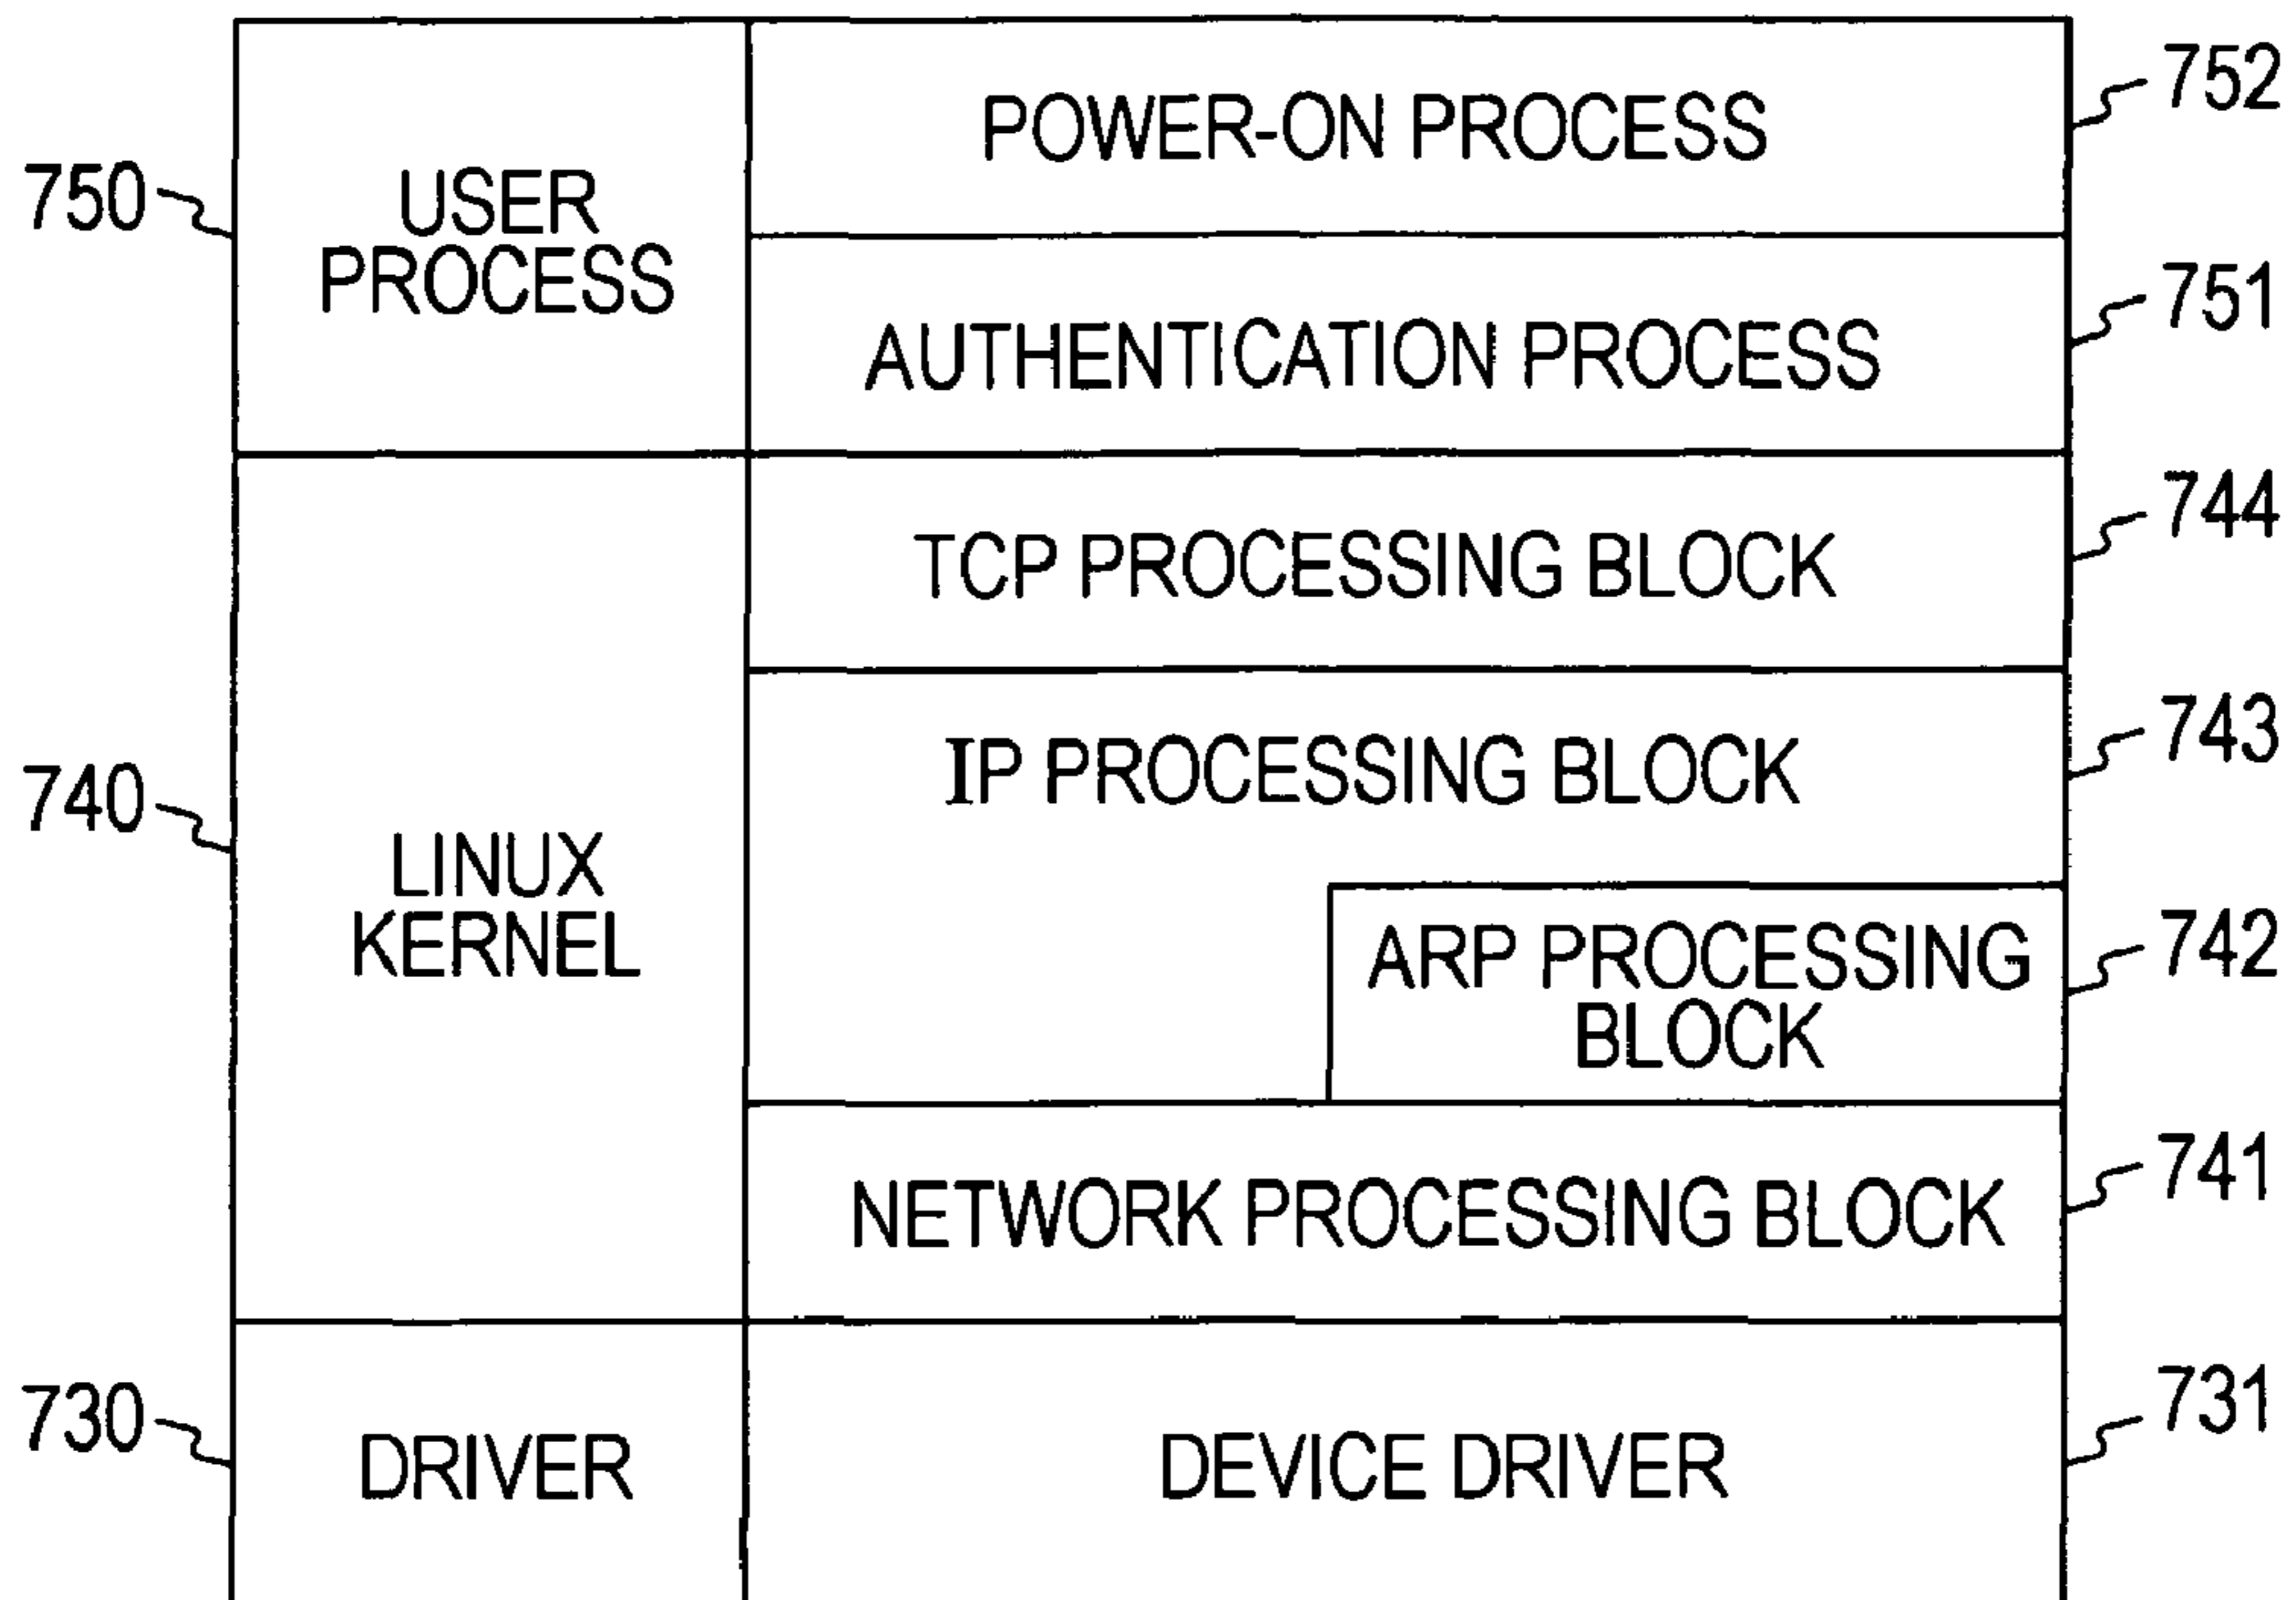 752
POWER-ON PROCESS
750
USER
PROCESS
751
AUTHENTICATION PROCESS
744
TCP PROCESSING BLOCK
743
IP PROCESSING BLOCK
740
LINUX
KERNEL
742
ARP PROCESSING
BLOCK
741
NETWORK PROCESSING BLOCK
731
730
DRIVER
DEVICE DRIVER